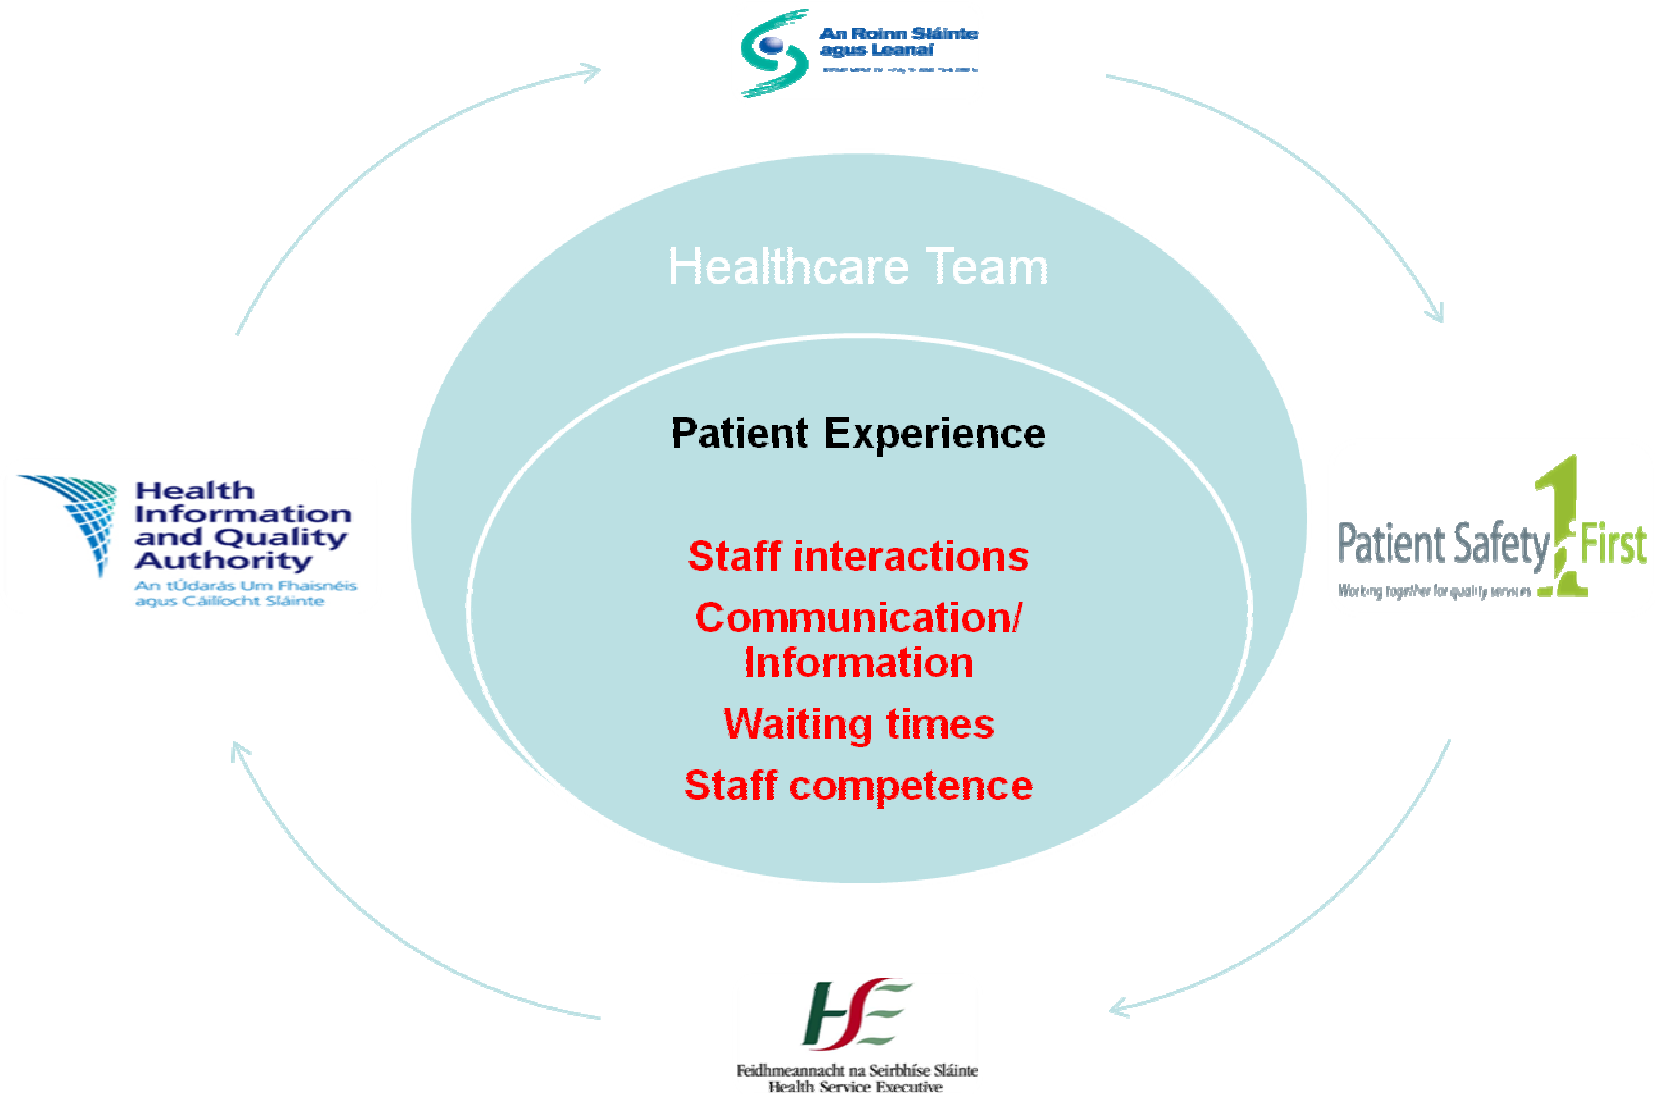 An Roinn Sláinte
agus Leanaí
Healthcare Team
Patient Experience
Staff interactions
Communication/
Information
Waiting times
Staff competence
Health
Information
and Quality
Authority
An tÚdarás Um Fhaisnéis
agus Cáilíocht Sláinte
Patient Safety 1 First
Working together for quality services
HSE
Feidhmeannacht na Seirbhíse Sláinte
Health Service Executive